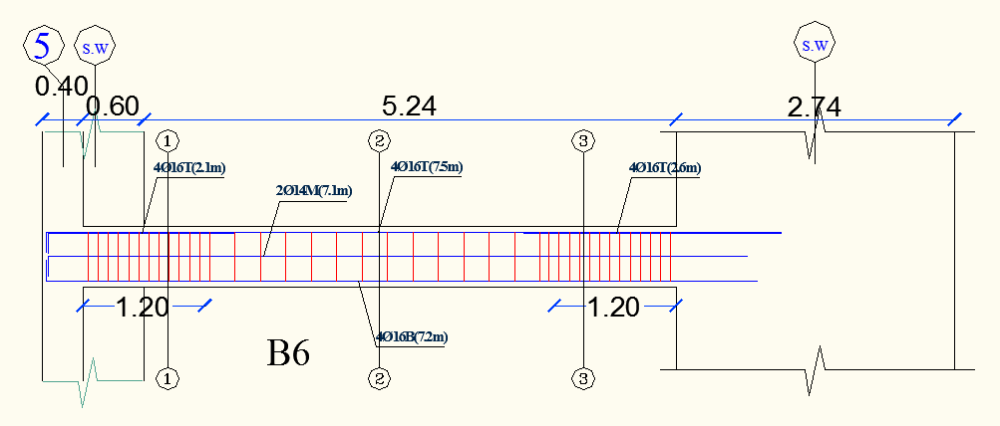 5
S.W
S.W
0.40
0.60
5.24
2.74
1
2
3
4Ø16T(2.1m)
4Ø16T(7.5m)
4Ø16T(2.6m)
2Ø14M(7.1m)
1.20
1.20
4Ø16B(7.2m)
B6
1
2
3